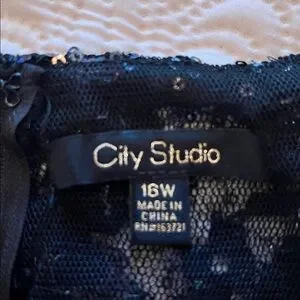 City Studio
16W
MADE IN
CHINA
RN#163721